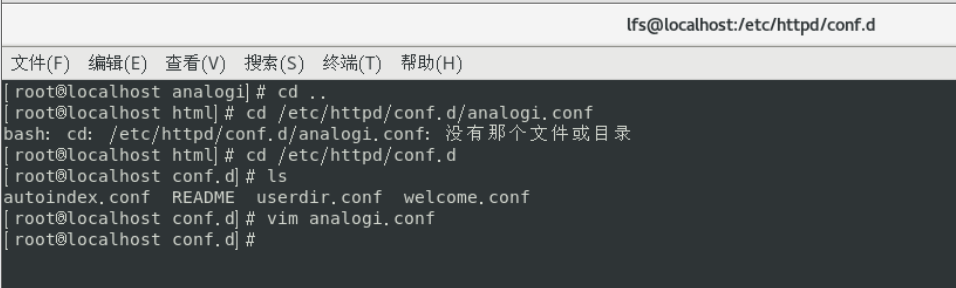 lfs@localhost:/etc/httpd/conf.d
文件(F) 编辑(E) 查看(V) 搜索(S) 终端(T) 帮助(H)
[root@localhost analogi]# cd ..
[root@localhost html]# cd /etc/httpd/conf.d/analogi.conf
bash: cd: /etc/httpd/conf.d/analogi.conf: 没有那个文件或目录
[root@localhost html]# cd /etc/httpd/conf.d
[root@localhost conf.d]# ls
autoindex.conf README userdir.conf welcome.conf
[root@localhost conf.d]# vim analogi.conf
[root@localhost conf.d]#